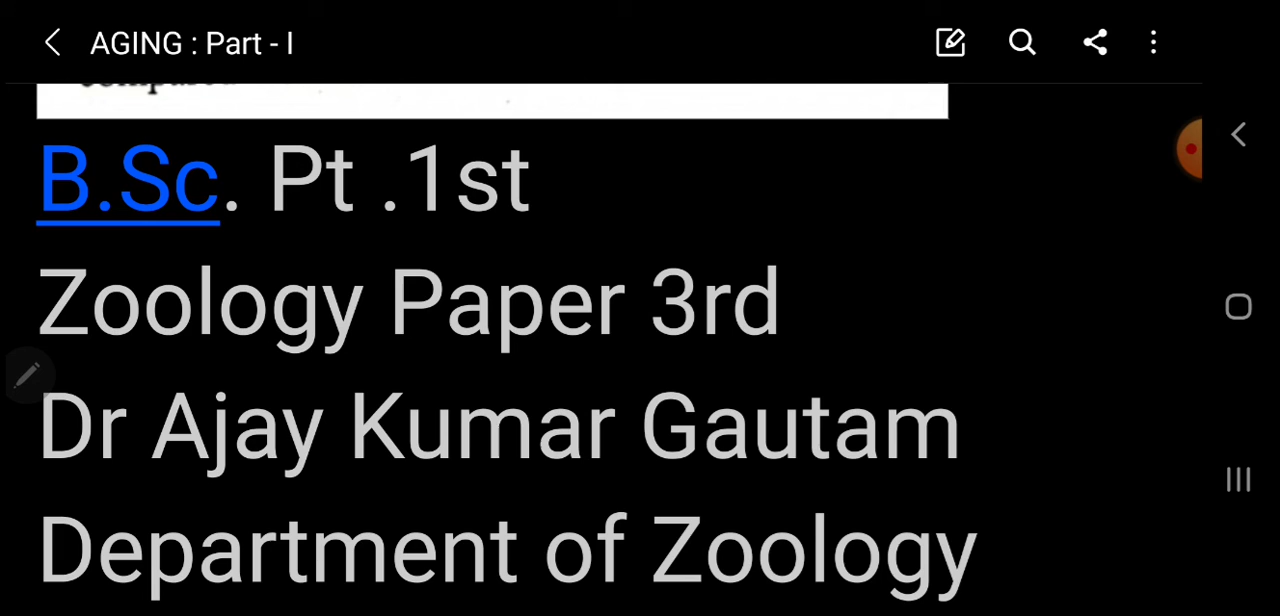 AGING : Part - I
B.Sc. Pt .1st
Zoology Paper 3rd
Dr Ajay Kumar Gautam
Department of Zoology